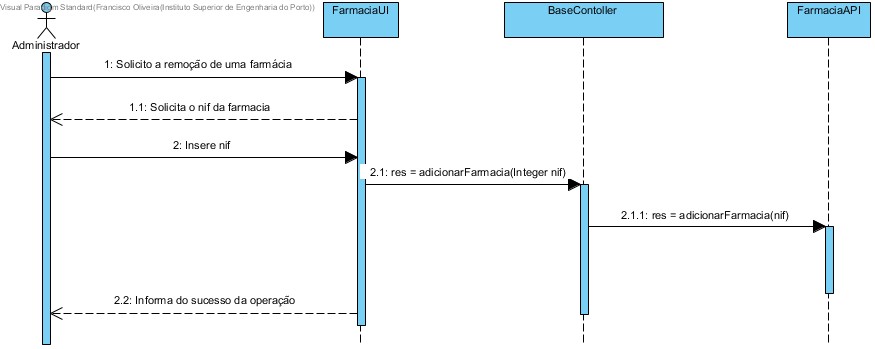 Visual Paradigm Standard(Francisco Oliveira(Instituto Superior de Engenharia do Porto))
FarmaciaUI
BaseContoller
FarmaciaAPI
Administrador
1: Solicito a remoção de uma farmácia
1.1: Solicita o nif da farmacia
2: Insere nif
2.1: res = adicionarFarmacia(Integer nif)
2.1.1: res = adicionarFarmacia(nif)
2.2: Informa do sucesso da operação